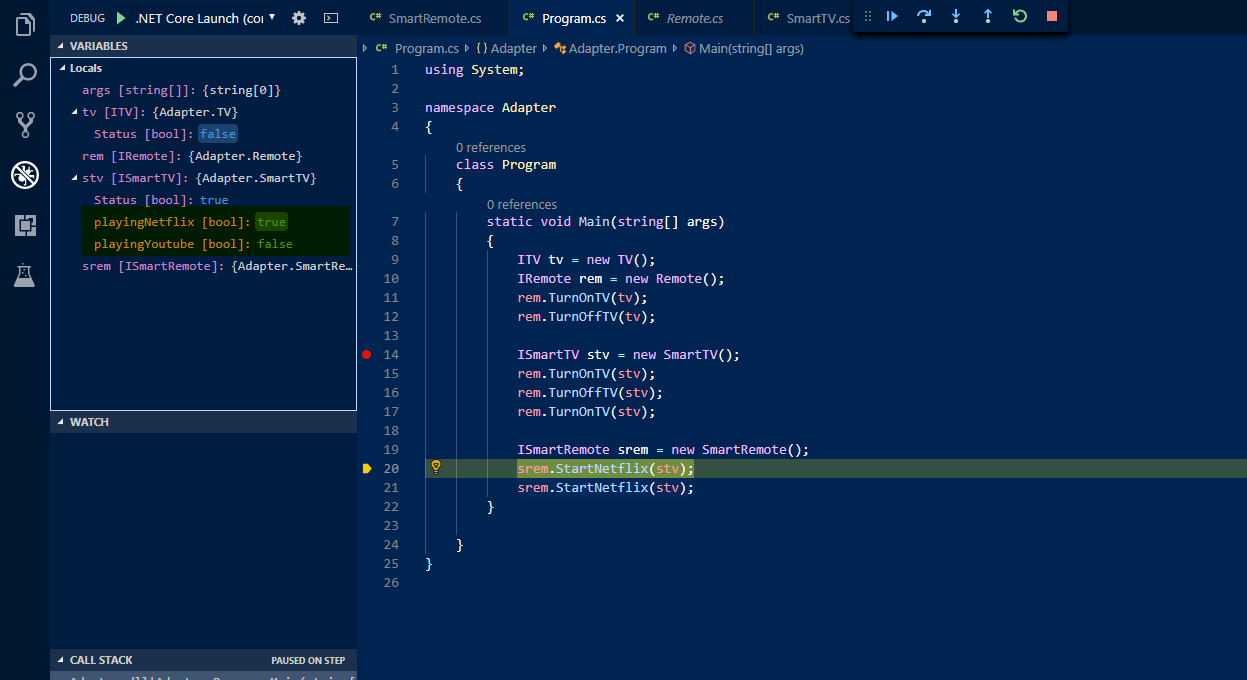 DEBUG .NET Core Launch (con
SmartRemote.cs
Program.cs
Remote.cs
SmartTV.cs
VARIABLES
Locals
args [string[]]: {string[0]}
tv [ITV]: {Adapter.TV}
Status [bool]: false
rem [IRemote]: {Adapter.Remote}
stv [ISmartTV]: {Adapter.SmartTV}
Status [bool]: true
playingNetflix [bool]: true
playingYoutube [bool]: false
srem [ISmartRemote]: {Adapter.SmartRe…
WATCH
CALL STACK PAUSED ON STEP
C# Program.cs {} Adapter Adapter.Program Main(string[] args)
1 using System;
2
3 namespace Adapter
4 {
0 references
5 class Program
6 {
0 references
7 static void Main(string[] args)
8 {
9 ITV tv = new TV();
10 IRemote rem = new Remote();
11 rem.TurnOnTV(tv);
12 rem.TurnOffTV(tv);
13
14 ISmartTV stv = new SmartTV();
15 rem.TurnOnTV(stv);
16 rem.TurnOffTV(stv);
17 rem.TurnOnTV(stv);
18
19 ISmartRemote srem = new SmartRemote();
20 srem.StartNetflix(stv);
21 srem.StartNetflix(stv);
22 }
23
24 }
25 }
26